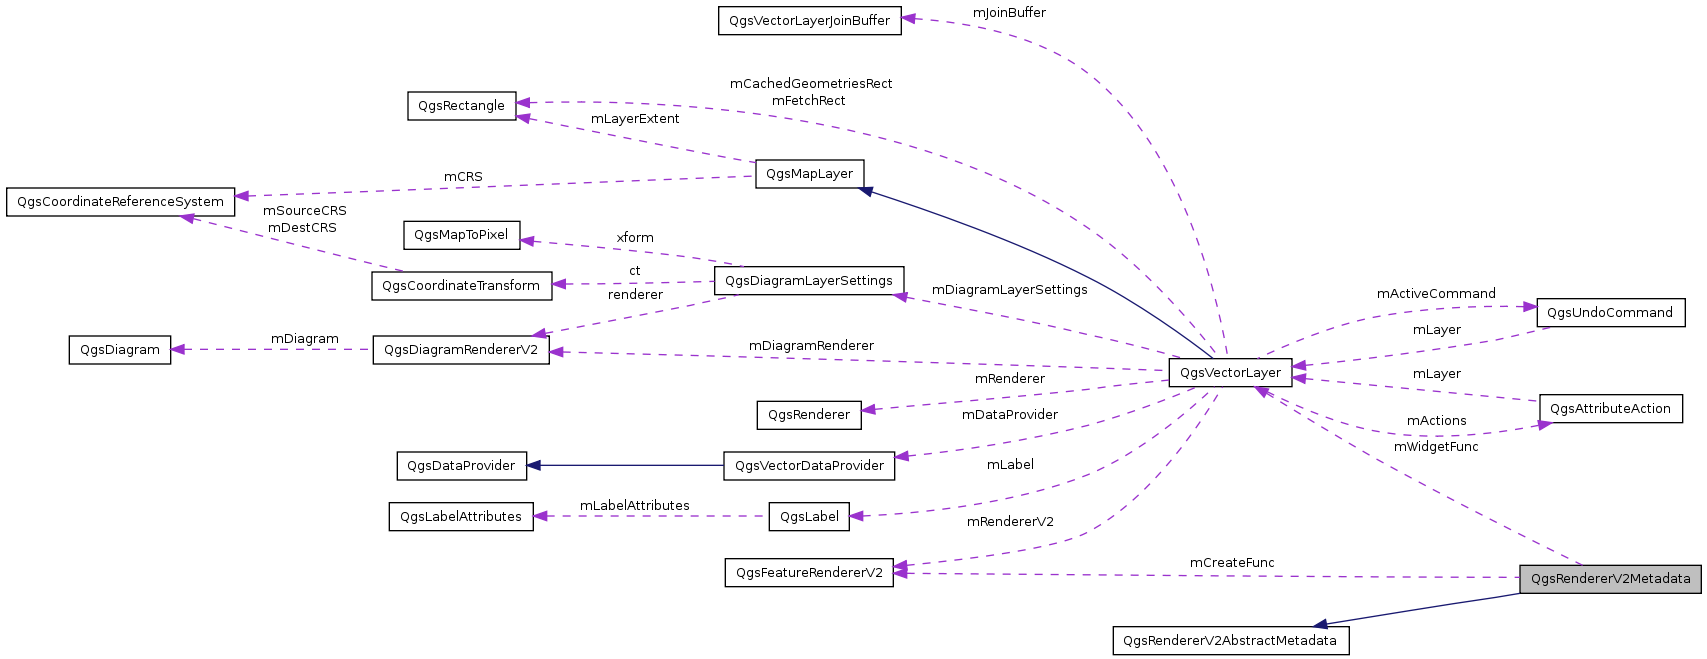 mJoinBuffer
QgsVectorLayerJoinBuffer
mCachedGeometriesRect
mFetchRect
QgsRectangle
mLayerExtent
QgsMapLayer
mCRS
QgsCoordinateReferenceSystem
mSourceCRS
mDestCRS
QgsMapToPixel
xform
ct
QgsDiagramLayerSettings
QgsCoordinateTransform
renderer
mDiagramLayerSettings
mActiveCommand
QgsUndoCommand
mLayer
mDiagram
QgsDiagram
QgsDiagramRendererV2
mDiagramRenderer
QgsVectorLayer
mLayer
mRenderer
QgsRenderer
mDataProvider
QgsAttributeAction
mActions
mWidgetFunc
QgsDataProvider
QgsVectorDataProvider
mLabel
mLabelAttributes
QgsLabelAttributes
QgsLabel
mRendererV2
mCreateFunc
QgsFeatureRendererV2
QgsRendererV2Metadata
QgsRendererV2AbstractMetadata